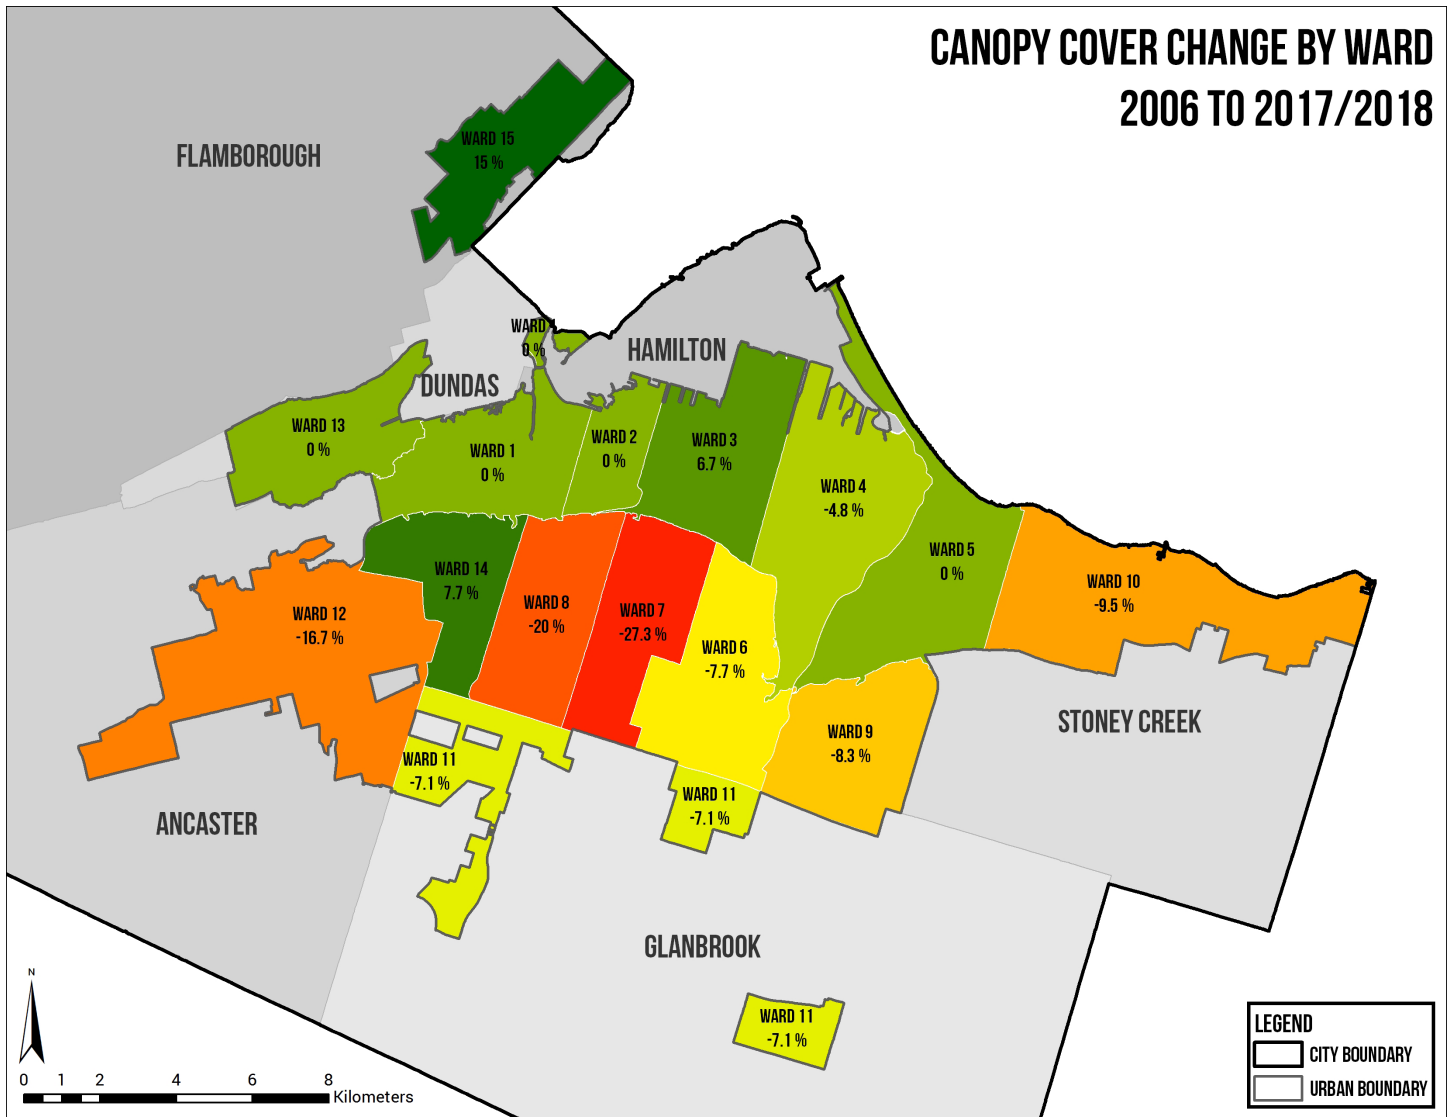 CANOPY COVER CHANGE BY WARD
2006 TO 2017/2018
WARD 15
15 %
FLAMBOROUGH
WARD 1
0 %
HAMILTON
DUNDAS
WARD 13
0 %
WARD 1
0 %
WARD 2
0 %
WARD 3
6.7 %
WARD 4
-4.8 %
WARD 5
0 %
WARD 14
7.7 %
WARD 10
-9.5 %
WARD 8
-20 %
WARD 7
-27.3 %
WARD 12
-16.7 %
WARD 6
-7.7 %
STONEY CREEK
WARD 9
-8.3 %
WARD 11
-7.1 %
WARD 11
-7.1 %
ANCASTER
GLANBROOK
WARD 11
-7.1 %
N
0 1 2 4 6 8
Kilometers
LEGEND
CITY BOUNDARY
URBAN BOUNDARY